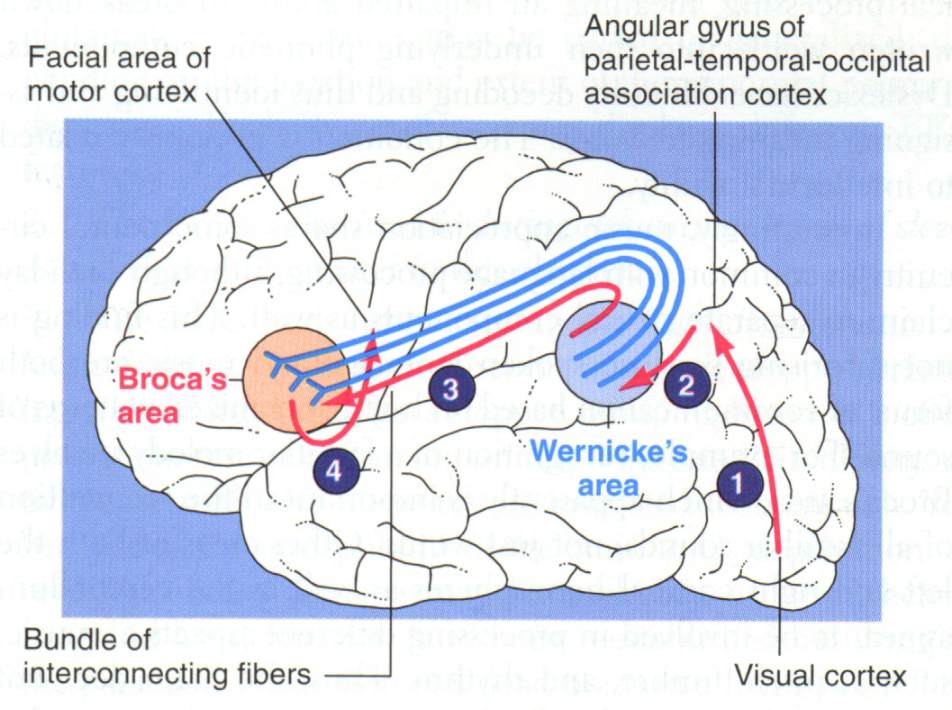 Angular gyrus of
parietal-temporal-occipital
association cortex
Facial area of
motor cortex
Broca's
area
3
2
Wernicke's
area
4
1
Bundle of
interconnecting fibers
Visual cortex